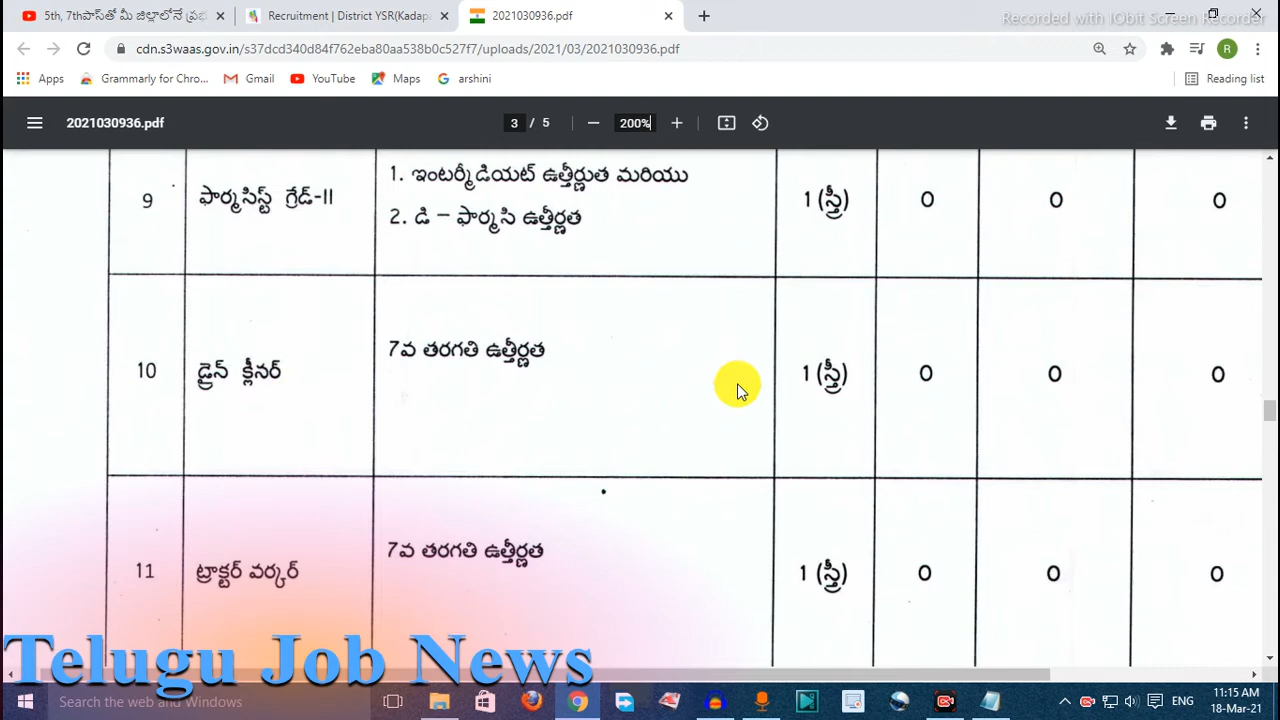 5th, 7thపాస్‌తో మీ జిల్లాలోనే ప్ర
Recruitment | District YSR(Kadapa
2021030936.pdf
Recorded with IObit Screen Recorder
cdn.s3waas.gov.in/s37dcd340d84f762eba80aa538b0c527f7/uploads/2021/03/2021030936.pdf
R
Apps
Grammarly for Chro...
Gmail
YouTube
Maps
arshini
Reading list
2021030936.pdf
3 / 5
200%
9 ఫార్మసిస్ట్ గ్రేడ్-II 1. ఇంటర్మీడియట్ ఉత్తీర్ణుత మరియు 1 (స్త్రీ) 0 0 0
2. డి – ఫార్మసి ఉత్తీర్ణత
10 డ్రైన్ క్లీనర్ 7వ తరగతి ఉత్తీర్ణత 1 (స్త్రీ) 0 0 0
11 ట్రాక్టర్ వర్కర్ 7వ తరగతి ఉత్తీర్ణత 1 (స్త్రీ) 0 0 0
Telugu Job News
Search the web and Windows
ENG
11:15 AM
18-Mar-21